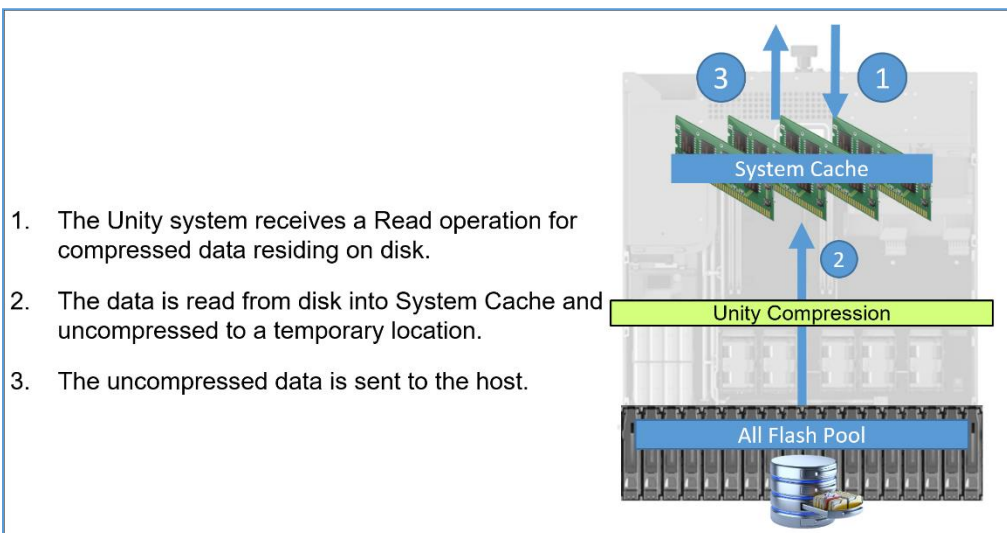 1. The Unity system receives a Read operation for
compressed data residing on disk.
2. The data is read from disk into System Cache and
uncompressed to a temporary location.
3. The uncompressed data is sent to the host.
3
1
System Cache
2
Unity Compression
All Flash Pool